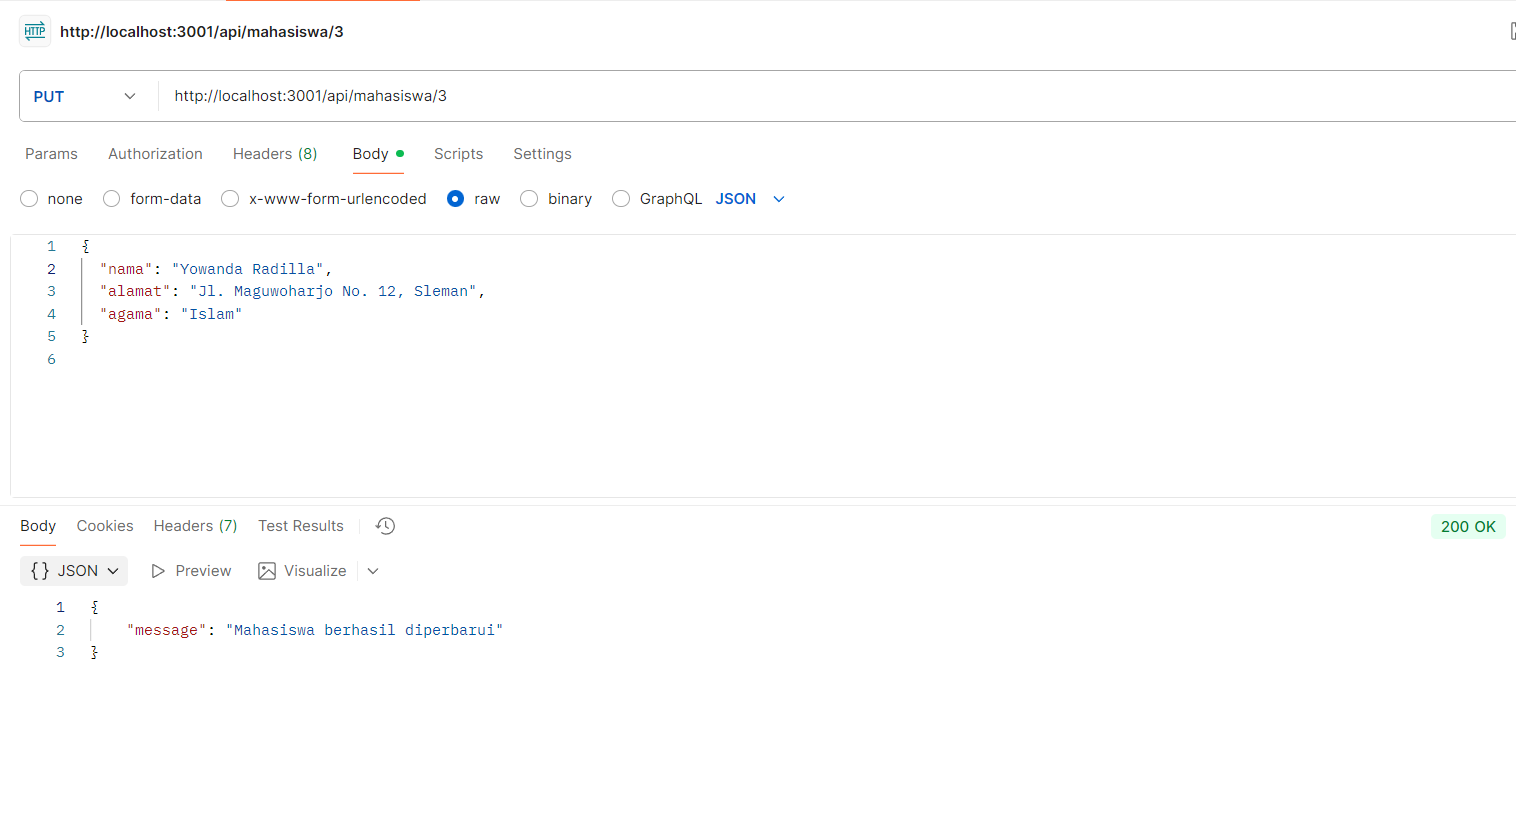 HTTP http://localhost:3001/api/mahasiswa/3
PUT http://localhost:3001/api/mahasiswa/3
Params Authorization Headers (8) Body Scripts Settings
none form-data x-www-form-urlencoded raw binary GraphQL JSON
1 {
2 "nama": "Yowanda Radilla",
3 "alamat": "Jl. Maguwoharjo No. 12, Sleman",
4 "agama": "Islam"
5 }
6
Body Cookies Headers (7) Test Results 200 OK
{} JSON Preview Visualize
1 {
2 "message": "Mahasiswa berhasil diperbarui"
3 }